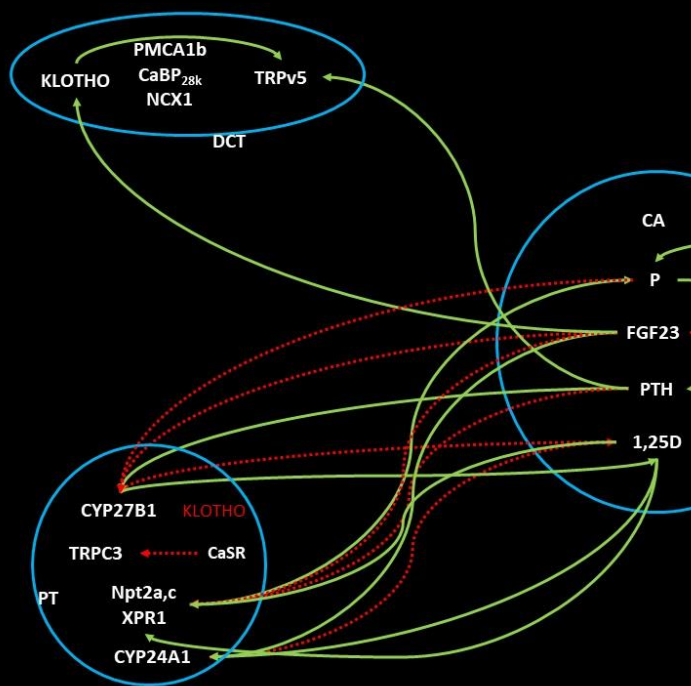 PMCA1b
KLOTHO
CaBP28k
TRPv5
NCX1
DCT
CA
P
FGF23
PTH
1,25D
CYP27B1
KLOTHO
TRPC3
CaSR
PT
Npt2a,c
XPR1
CYP24A1